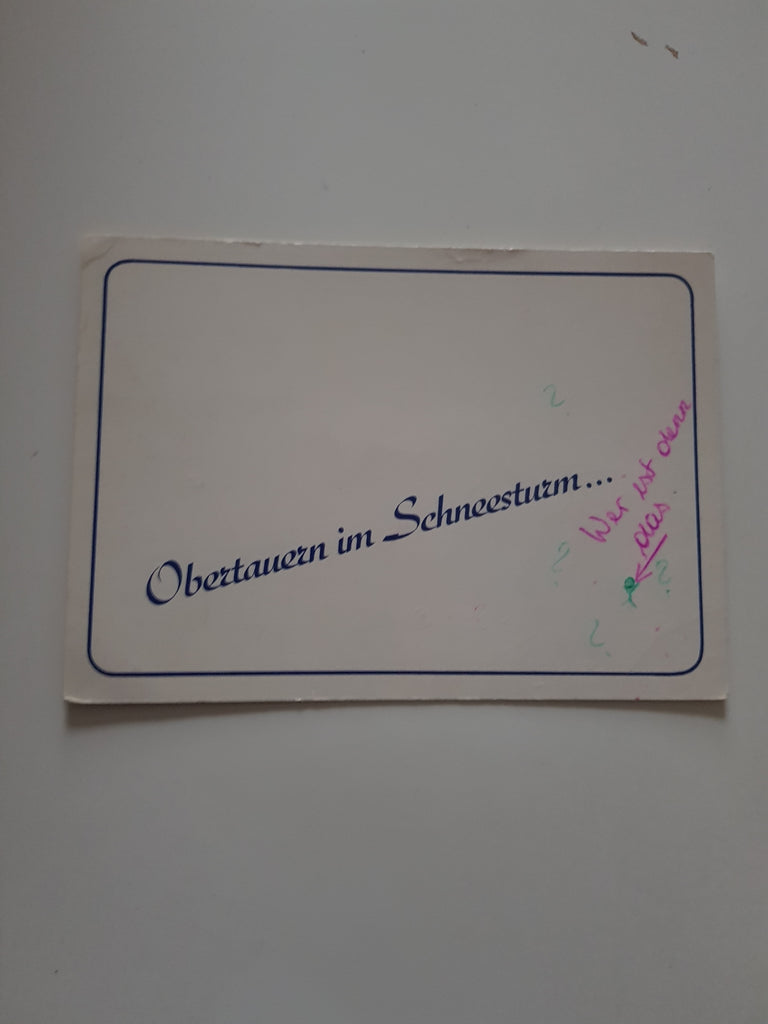 Obertauern im Schneesturm...
Wer ist denn
das
?
?
?
?